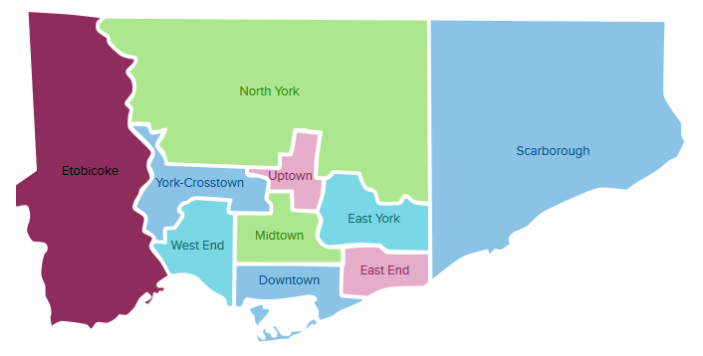 North York
Scarborough
Etobicoke
Uptown
York-Crosstown
East York
Midtown
West End
East End
Downtown